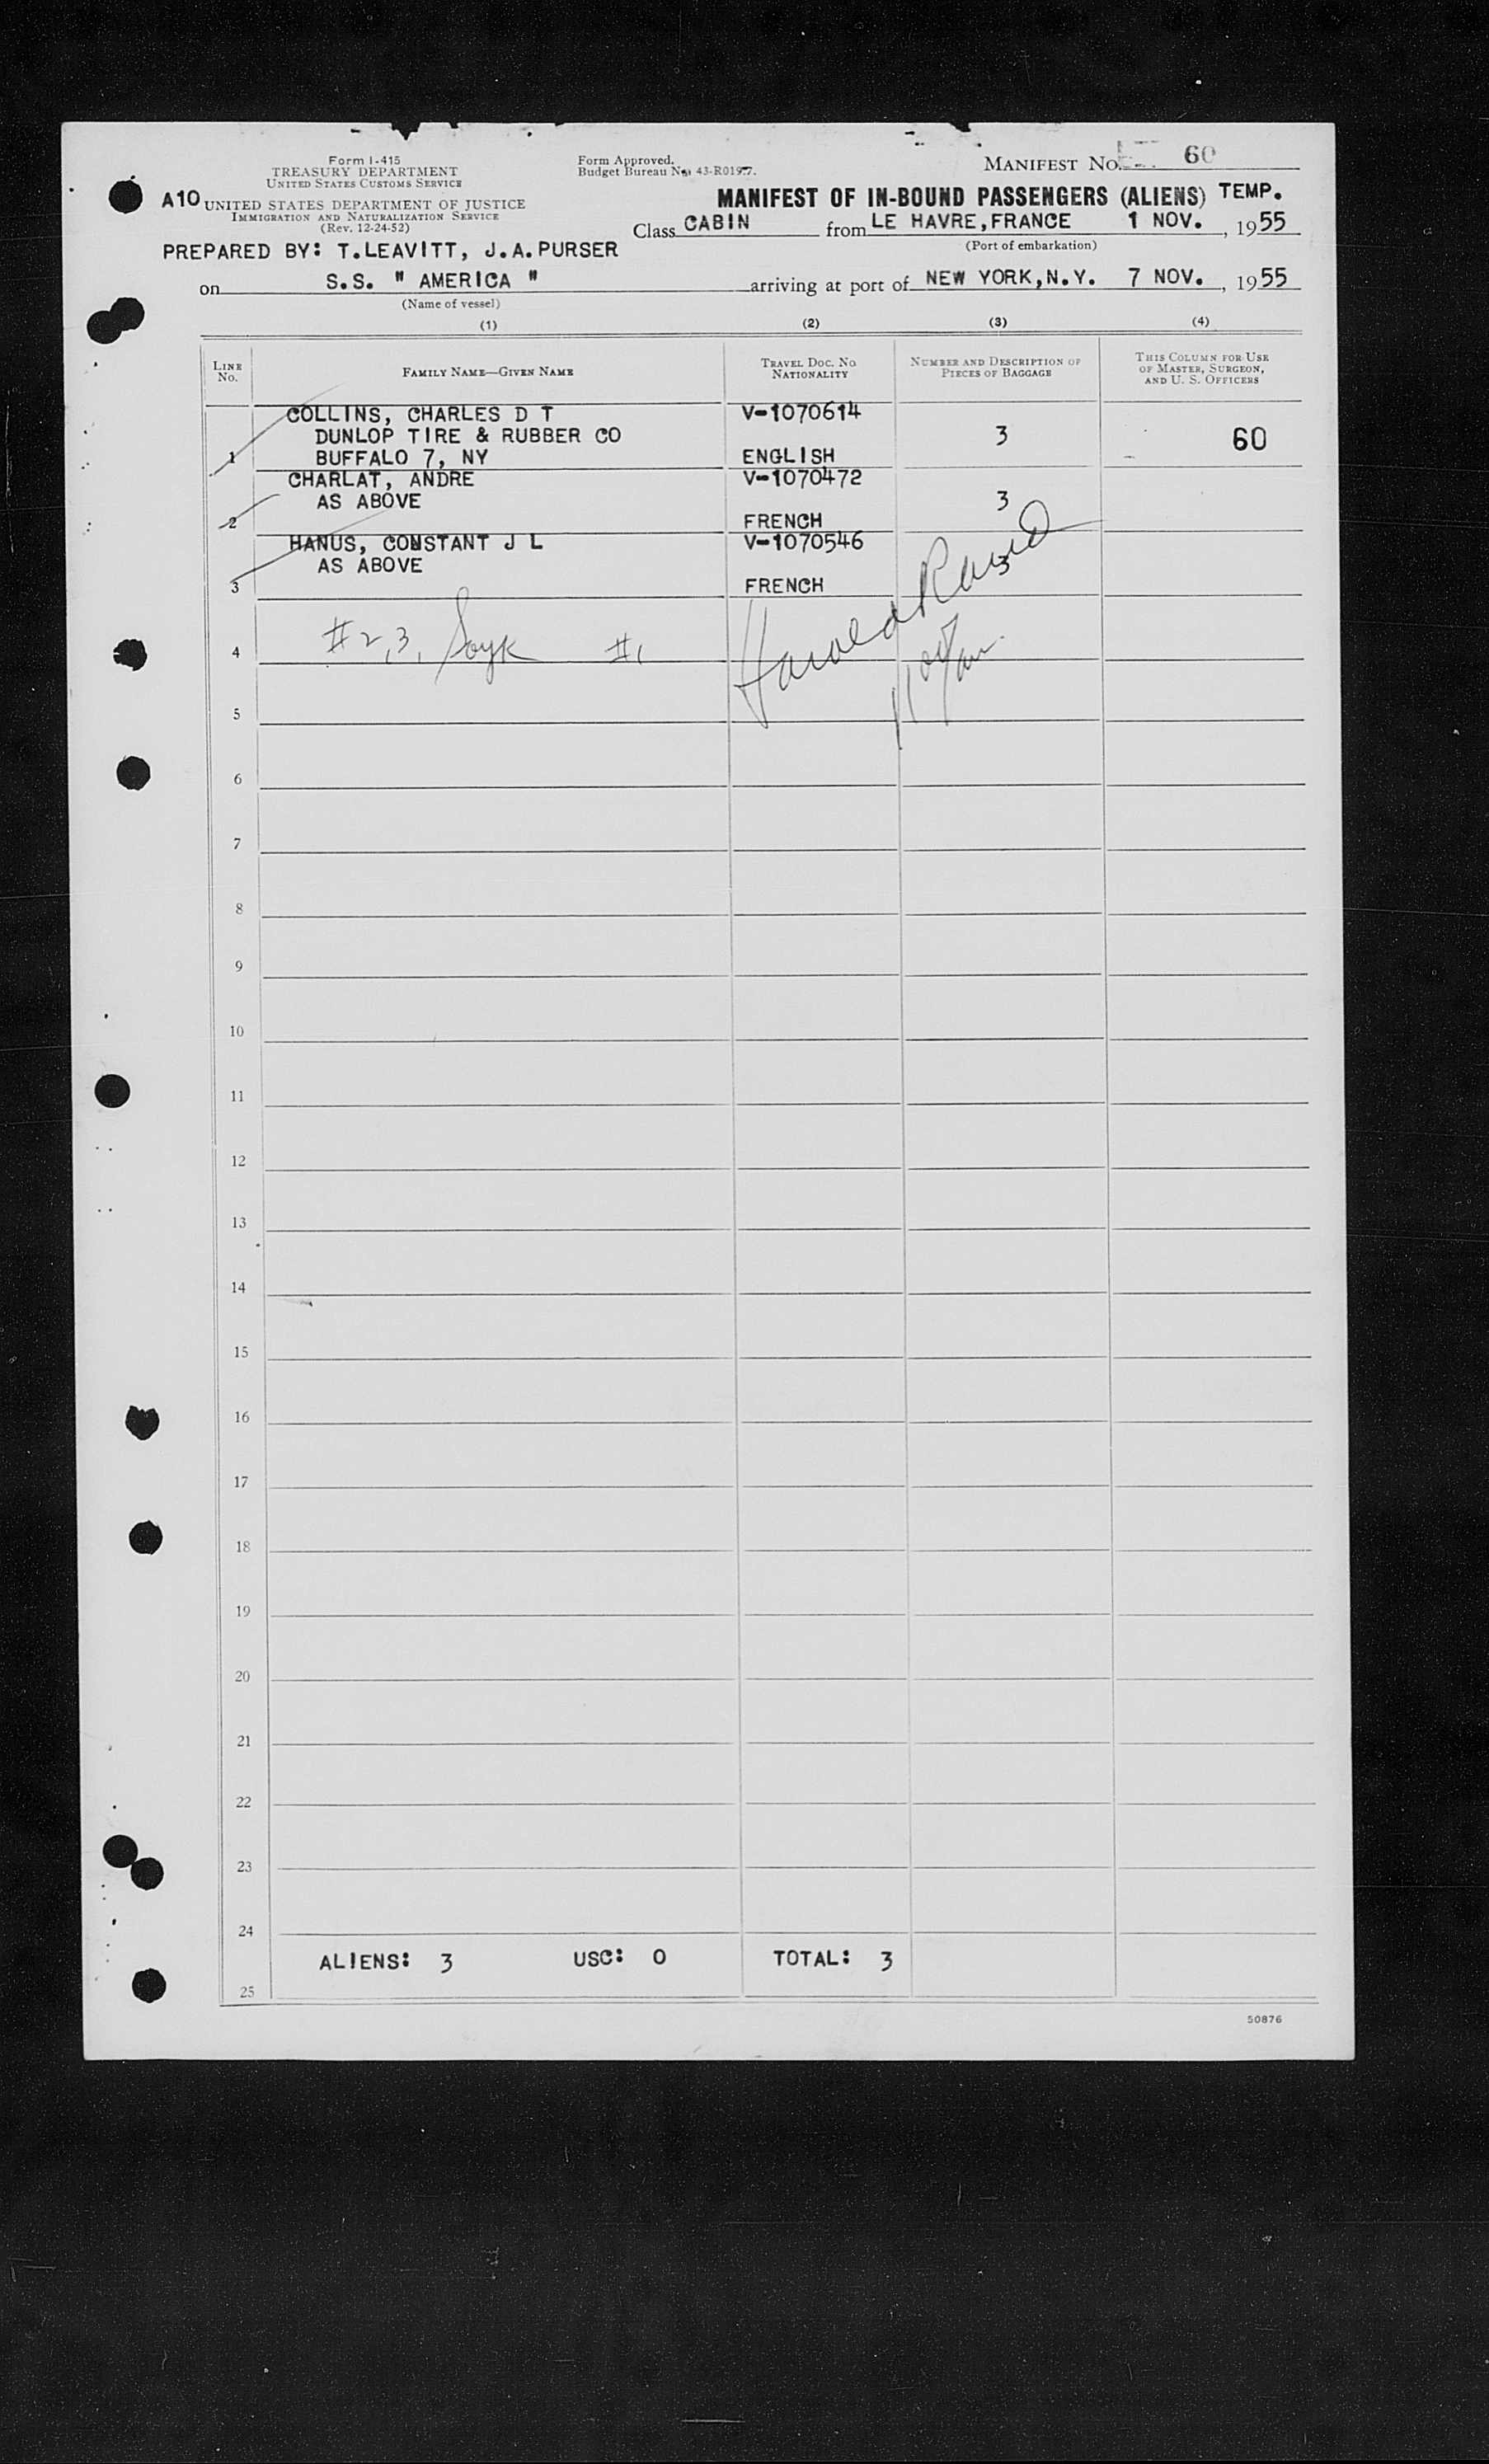 Form I-415
TREASURY DEPARTMENT
UNITED STATES CUSTOMS SERVICE
A10 UNITED STATES DEPARTMENT OF JUSTICE
IMMIGRATION AND NATURALIZATION SERVICE
(Rev. 12-24-52)
PREPARED BY: T.LEAVITT, J.A.PURSER
Form Approved.
Budget Bureau No. 43-R019.7.
MANIFEST NO. 60
MANIFEST OF IN-BOUND PASSENGERS (ALIENS) TEMP.
Class CABIN from LE HAVRE, FRANCE 1 NOV., 1955
(Port of embarkation)
on S.S. " AMERICA " arriving at port of NEW YORK, N.Y. 7 NOV., 1955
(Name of vessel)
(1) (2) (3) (4)
LINE No. FAMILY NAME—GIVEN NAME TRAVEL DOC. NO. NATIONALITY NUMBER AND DESCRIPTION OF PIECES OF BAGGAGE THIS COLUMN FOR USE OF MASTER, SURGEON, AND U. S. OFFICERS
COLLINS, CHARLES D T V-1070614
DUNLOP TIRE & RUBBER CO 3 60
1 BUFFALO 7, NY ENGLISH
CHARLAT, ANDRE V-1070472
AS ABOVE 3
2 FRENCH
HANUS, CONSTANT J L V-1070546
AS ABOVE 3
3 FRENCH
4 #2,3, #1 Harold
5
6
7
8
9
10
11
12
13
14
15
16
17
18
19
20
21
22
23
24
ALIENS: 3 USC: 0 TOTAL: 3
25
50876